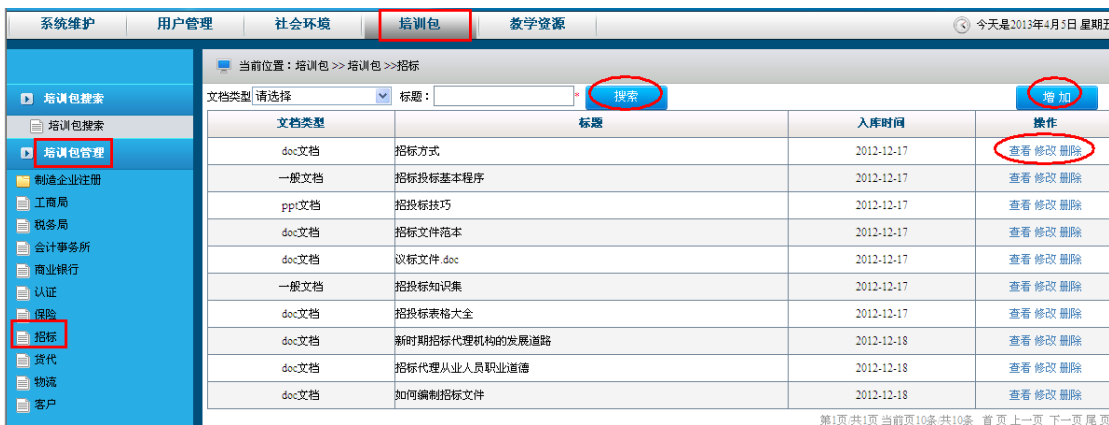 系统维护 用户管理 社会环境 培训包 教学资源 今天是2013年4月5日 星期五
当前位置：培训包 >> 培训包 >>招标
培训包搜索
培训包搜索
培训包管理
制造企业注册
工商局
税务局
会计事务所
商业银行
认证
保险
招标
货代
物流
客户
文档类型 请选择 标题： * 搜索 增加
文档类型 标题 入库时间 操作
doc文档 招标方式 2012-12-17 查看 修改 删除
一般文档 招标投标基本程序 2012-12-17 查看 修改 删除
ppt文档 招投标技巧 2012-12-17 查看 修改 删除
doc文档 招标文件范本 2012-12-17 查看 修改 删除
doc文档 议标文件.doc 2012-12-17 查看 修改 删除
一般文档 招投标知识集 2012-12-17 查看 修改 删除
doc文档 招投标表格大全 2012-12-17 查看 修改 删除
doc文档 新时期招标代理机构的发展道路 2012-12-18 查看 修改 删除
doc文档 招标代理从业人员职业道德 2012-12-18 查看 修改 删除
doc文档 如何编制招标文件 2012-12-18 查看 修改 删除
第1页/共1页 当前页10条/共10条 首页 上一页 下一页 尾页